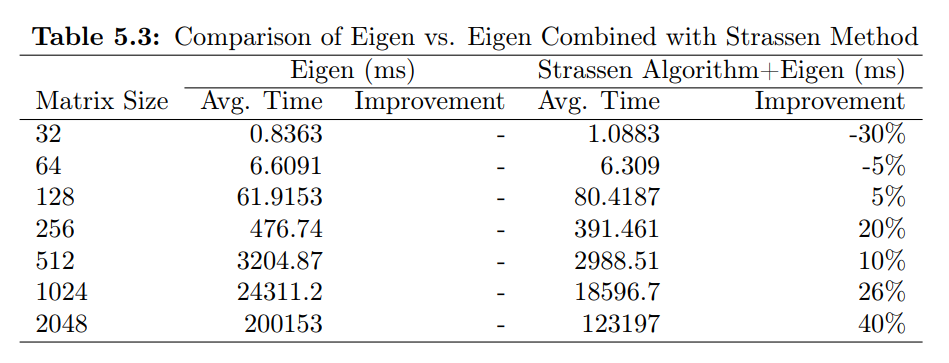 Table 5.3: Comparison of Eigen vs. Eigen Combined with Strassen Method
Eigen (ms) Strassen Algorithm+Eigen (ms)
Matrix Size Avg. Time Improvement Avg. Time Improvement
32 0.8363 - 1.0883 -30%
64 6.6091 - 6.309 -5%
128 61.9153 - 80.4187 5%
256 476.74 - 391.461 20%
512 3204.87 - 2988.51 10%
1024 24311.2 - 18596.7 26%
2048 200153 - 123197 40%